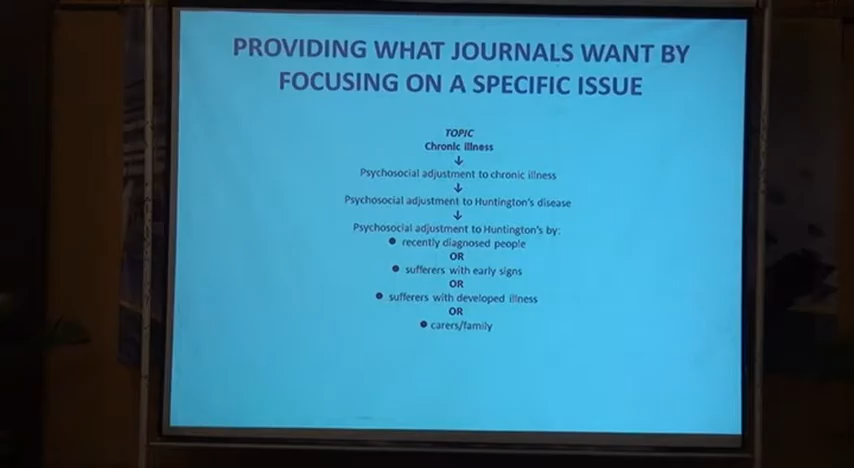 PROVIDING WHAT JOURNALS WANT BY
FOCUSING ON A SPECIFIC ISSUE
TOPIC
Chronic illness
↓
Psychosocial adjustment to chronic illness
↓
Psychosocial adjustment to Huntington's disease
↓
Psychosocial adjustment to Huntington's by:
● recently diagnosed people
OR
● sufferers with early signs
OR
● sufferers with developed illness
OR
● carers/family